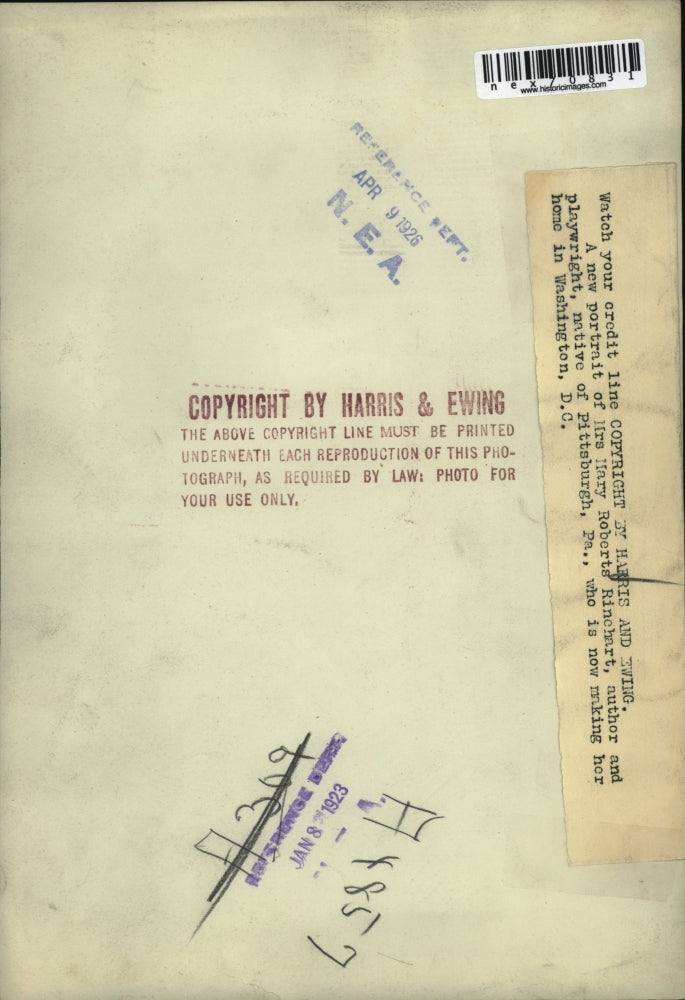 nex70831
www.historicimages.com
REFERENCE DEPT.
APR 9 1926
N. E. A.
Watch your credit line COPYRIGHT BY HARRIS AND EWING.
A new portrait of Mrs Mary Roberts Rinehart, author and
playwright, native of Pittsburgh, Pa., who is now making her
home in Washington, D.C.
COPYRIGHT BY HARRIS & EWING
THE ABOVE COPYRIGHT LINE MUST BE PRINTED
UNDERNEATH EACH REPRODUCTION OF THIS PHO-
TOGRAPH, AS REQUIRED BY LAW: PHOTO FOR
YOUR USE ONLY.
REFERENCE
JAN 8 1923
A.